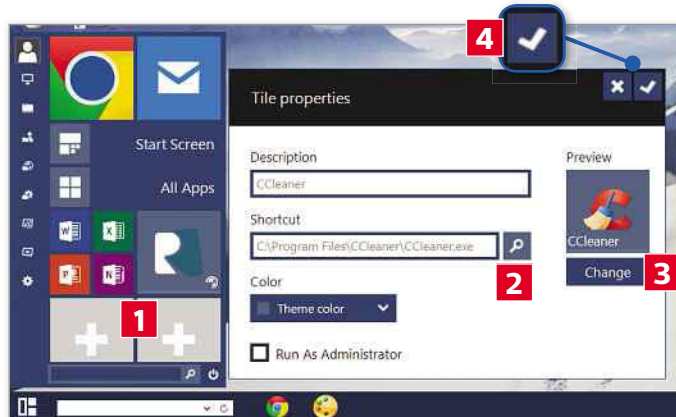 4
Tile properties
Start Screen
All Apps
W
X
P
N
1
Description
CCleaner
Shortcut
C:\Program Files\CCleaner\CCleaner.exe
2
Color
Theme color
Run As Administrator
Preview
CCleaner
Change
3